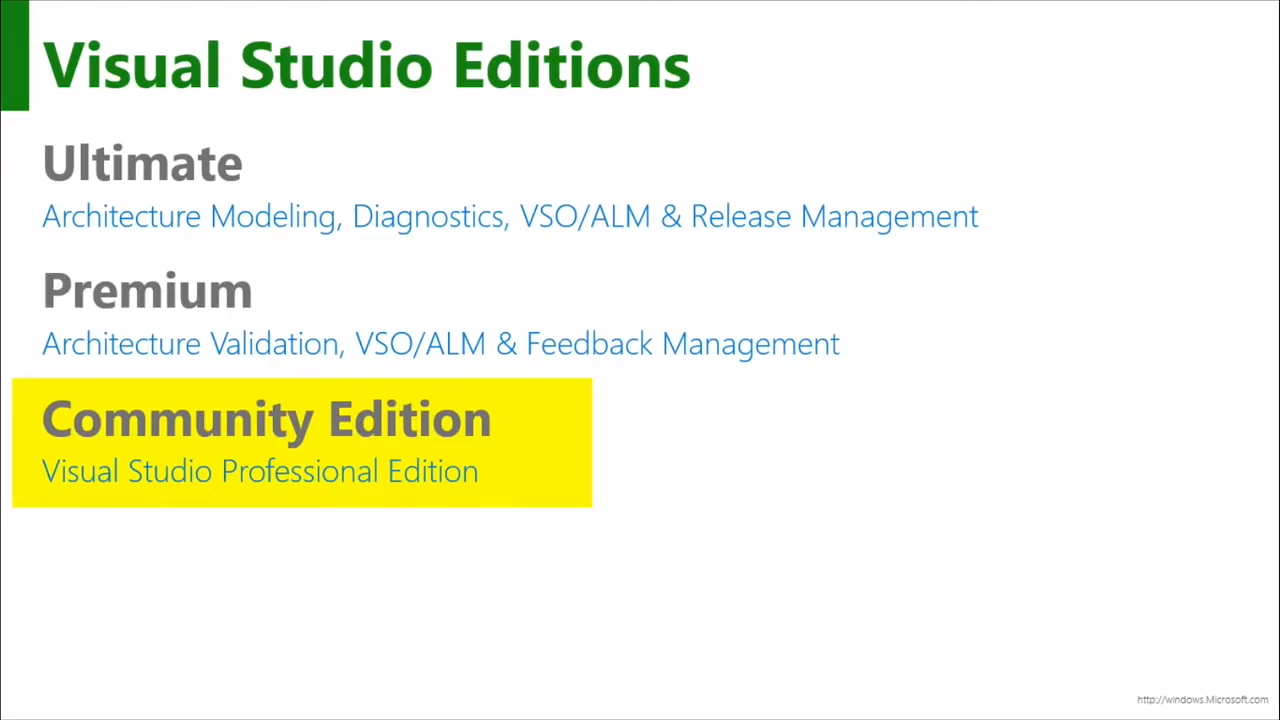 Visual Studio Editions
Ultimate
Architecture Modeling, Diagnostics, VSO/ALM & Release Management
Premium
Architecture Validation, VSO/ALM & Feedback Management
Community Edition
Visual Studio Professional Edition
http://windows.Microsoft.com